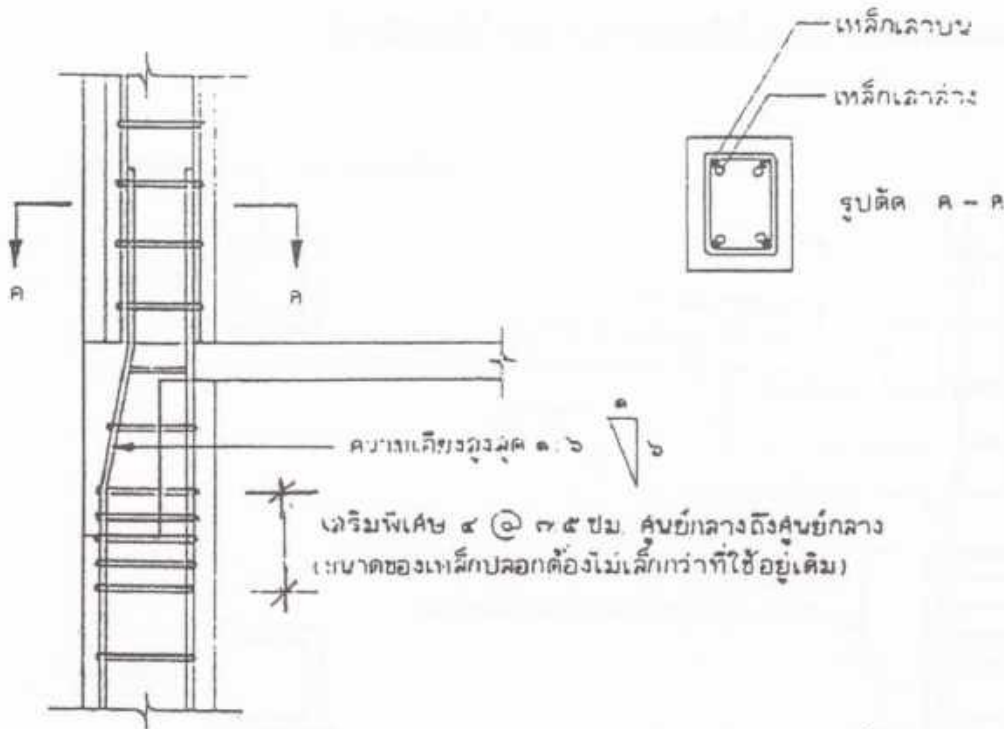 เหล็กเสาบน
เหล็กเสาล่าง
รูปตัด ค - ค
ค
ค
๑
ความเอียงสูงสุด ๑:๖
๖
เสริมพิเศษ ๔ @ ๗๕ ปม. ศูนย์กลางถึงศูนย์กลาง
(ขนาดของเหล็กปลอกต้องไม่เล็กกว่าที่ใช้อยู่เดิม)